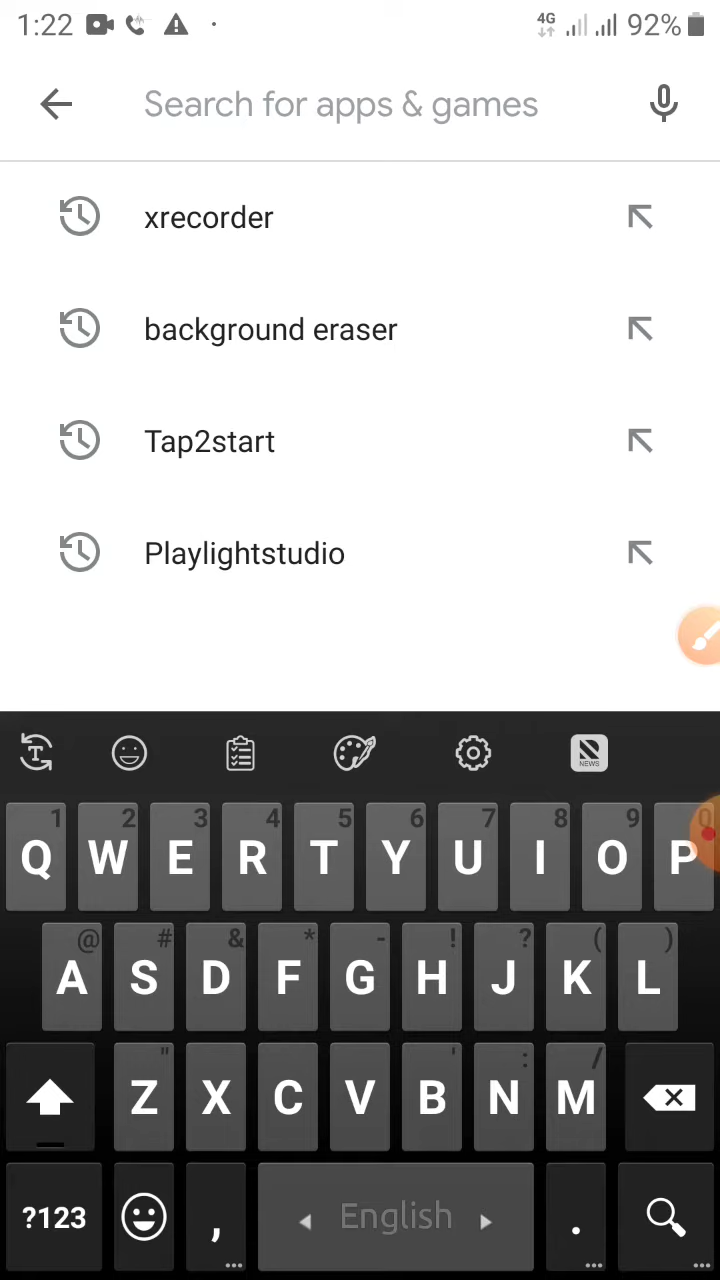 1:22 4G 92%
Search for apps & games
xrecorder
background eraser
Tap2start
Playlightstudio
T NEWS
1 2 3 4 5 6 7 8 9 0
Q W E R T Y U I O P
@ # & * - ! ? ( )
A S D F G H J K L
" ' : /
Z X C V B N M
?123 , English .